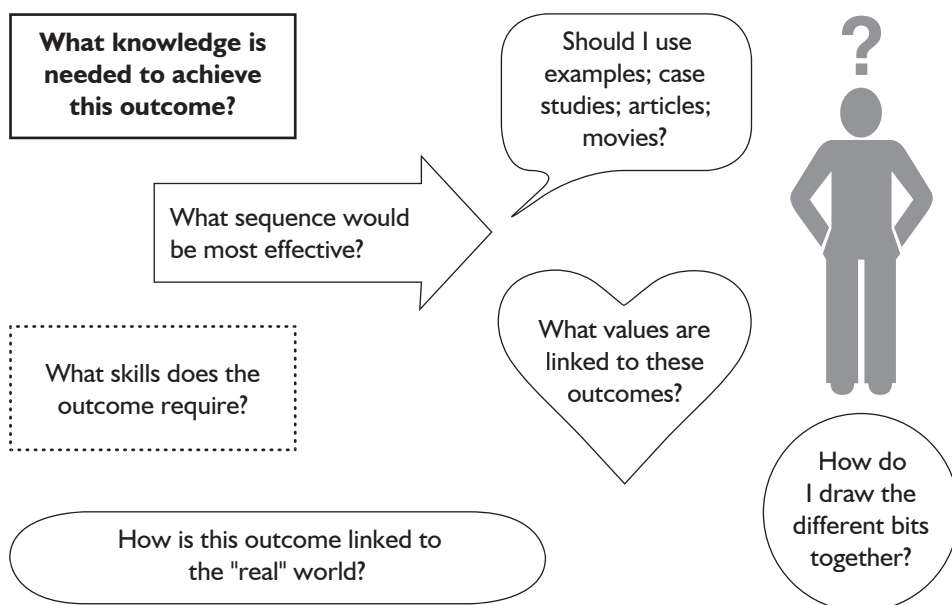 What knowledge is
needed to achieve
this outcome?
Should I use
examples; case
studies; articles;
movies?
?
What sequence would
be most effective?
What values are
linked to these
outcomes?
What skills does the
outcome require?
How do
I draw the
different bits
together?
How is this outcome linked to
the "real" world?